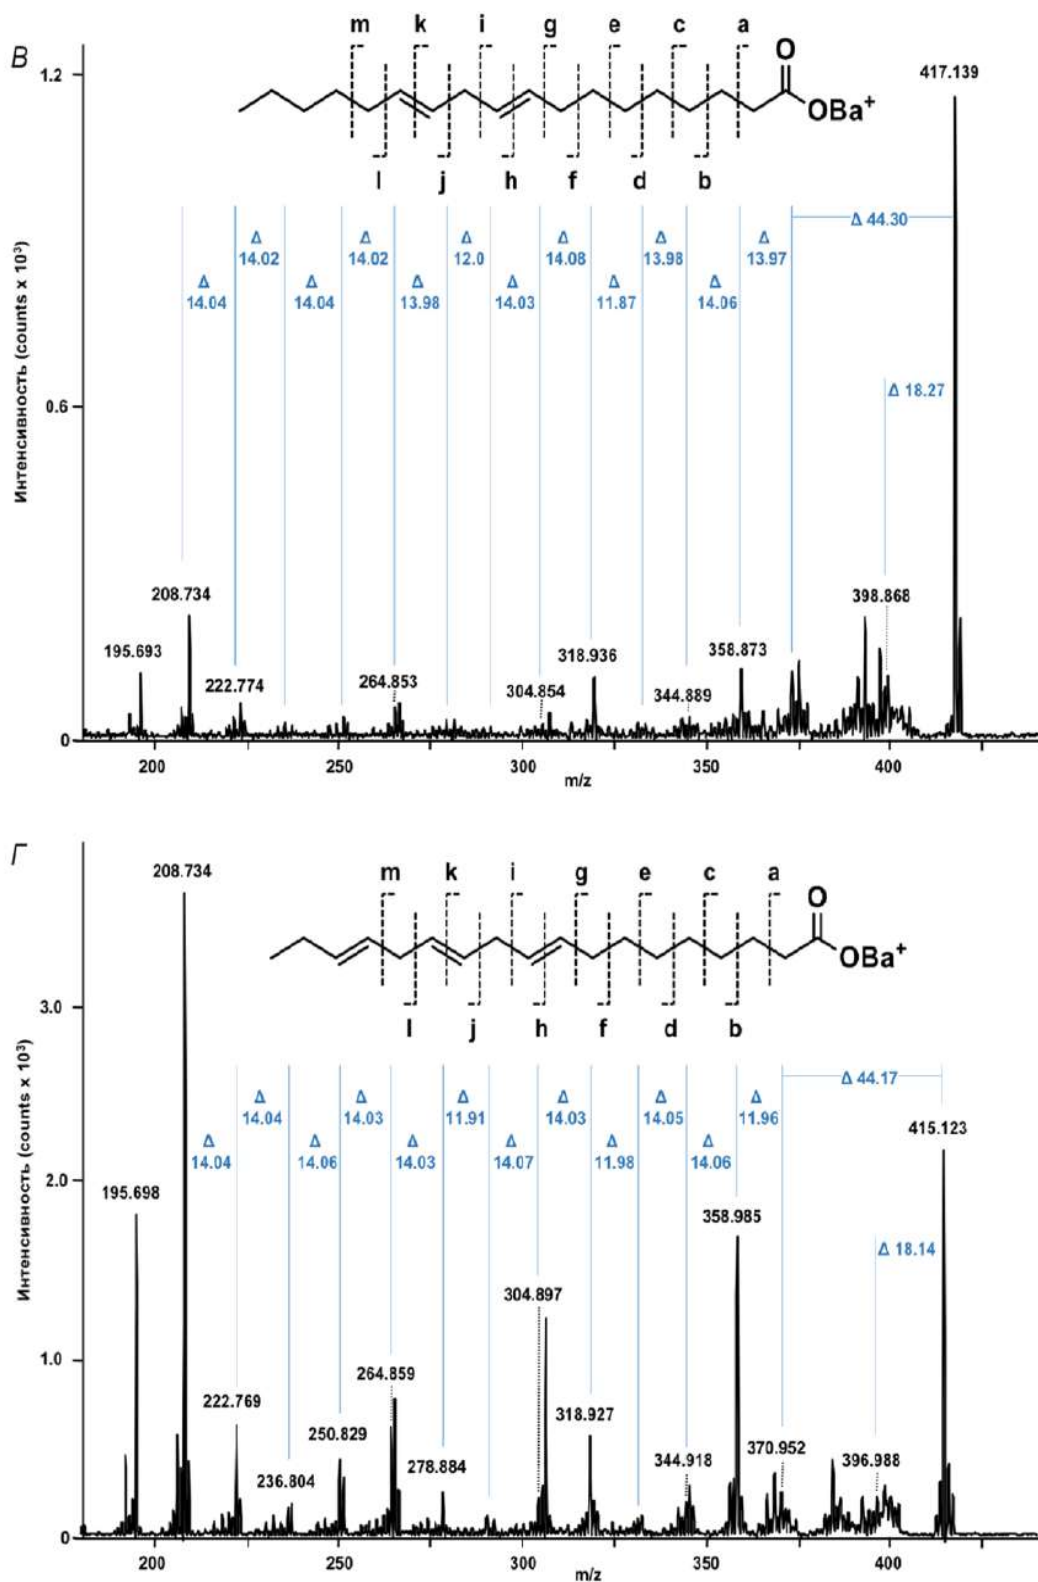 В
m k i g e c a
O
OBa⁺
l j h f d b
417.139
1.2
Интенсивность (counts x 10³)
Δ 44.30
Δ
14.02
Δ
14.02
Δ
12.0
Δ
14.08
Δ
13.98
Δ
13.97
Δ
14.04
Δ
14.04
Δ
13.98
Δ
14.03
Δ
11.87
Δ
14.06
Δ 18.27
0.6
208.734
398.868
195.693
318.936
358.873
222.774
264.853
304.854
344.889
0
200 250 300 350 400
m/z
Г
208.734
m k i g e c a
O
OBa⁺
l j h f d b
3.0
Интенсивность (counts x 10³)
Δ 44.17
Δ
14.04
Δ
14.03
Δ
11.91
Δ
14.03
Δ
14.05
Δ
11.96
415.123
Δ
14.04
Δ
14.06
Δ
14.03
Δ
14.07
Δ
11.98
Δ
14.06
2.0
195.698
358.985
Δ 18.14
304.897
1.0
264.859
222.769
318.927
250.829
370.952
396.988
344.918
278.884
236.804
0
200 250 300 350 400
m/z